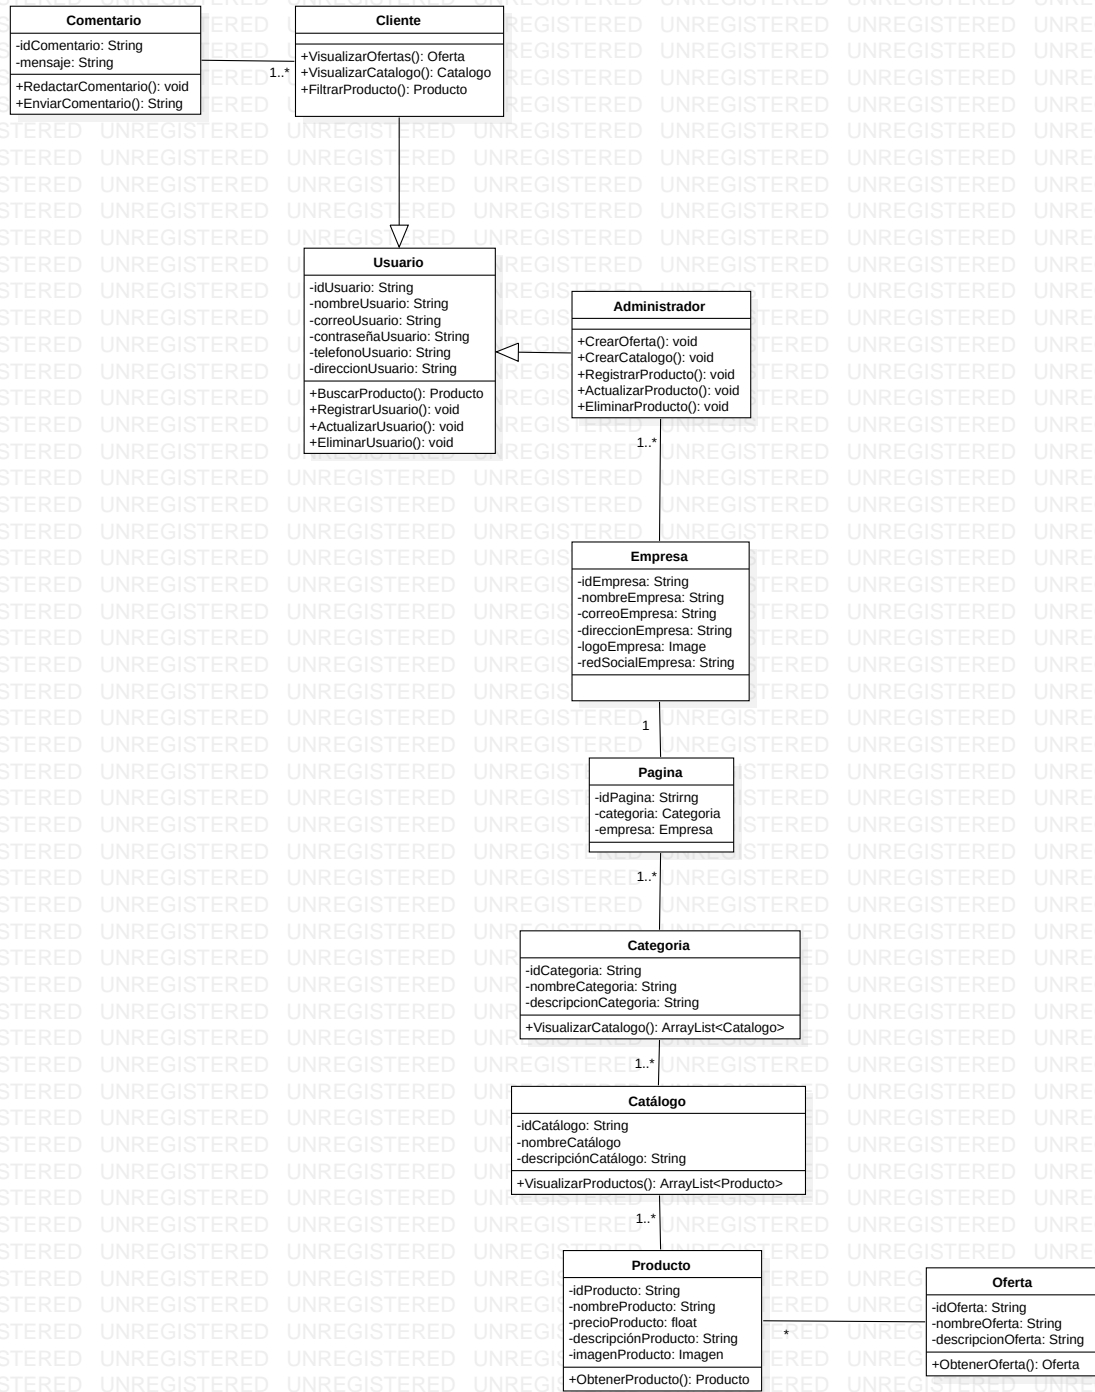 Comentario
-idComentario: String
-mensaje: String
+RedactarComentario(): void
+EnviarComentario(): String
1..*
Cliente
+VisualizarOfertas(): Oferta
+VisualizarCatalogo(): Catalogo
+FiltrarProducto(): Producto
Usuario
-idUsuario: String
-nombreUsuario: String
-correoUsuario: String
-contraseñaUsuario: String
-telefonoUsuario: String
-direccionUsuario: String
+BuscarProducto(): Producto
+RegistrarUsuario(): void
+ActualizarUsuario(): void
+EliminarUsuario(): void
Administrador
+CrearOferta(): void
+CrearCatalogo(): void
+RegistrarProducto(): void
+ActualizarProducto(): void
+EliminarProducto(): void
1..*
Empresa
-idEmpresa: String
-nombreEmpresa: String
-correoEmpresa: String
-direccionEmpresa: String
-logoEmpresa: Image
-redSocialEmpresa: String
1
Pagina
-idPagina: Strirng
-categoria: Categoria
-empresa: Empresa
1..*
Categoria
-idCategoria: String
-nombreCategoria: String
-descripcionCategoria: String
+VisualizarCatalogo(): ArrayList<Catalogo>
1..*
Catálogo
-idCatálogo: String
-nombreCatálogo
-descripciónCatálogo: String
+VisualizarProductos(): ArrayList<Producto>
1..*
Producto
-idProducto: String
-nombreProducto: String
-precioProducto: float
-descripciónProducto: String
-imagenProducto: Imagen
+ObtenerProducto(): Producto
*
Oferta
-idOferta: String
-nombreOferta: String
-descripcionOferta: String
+ObtenerOferta(): Oferta
UNREGISTERED